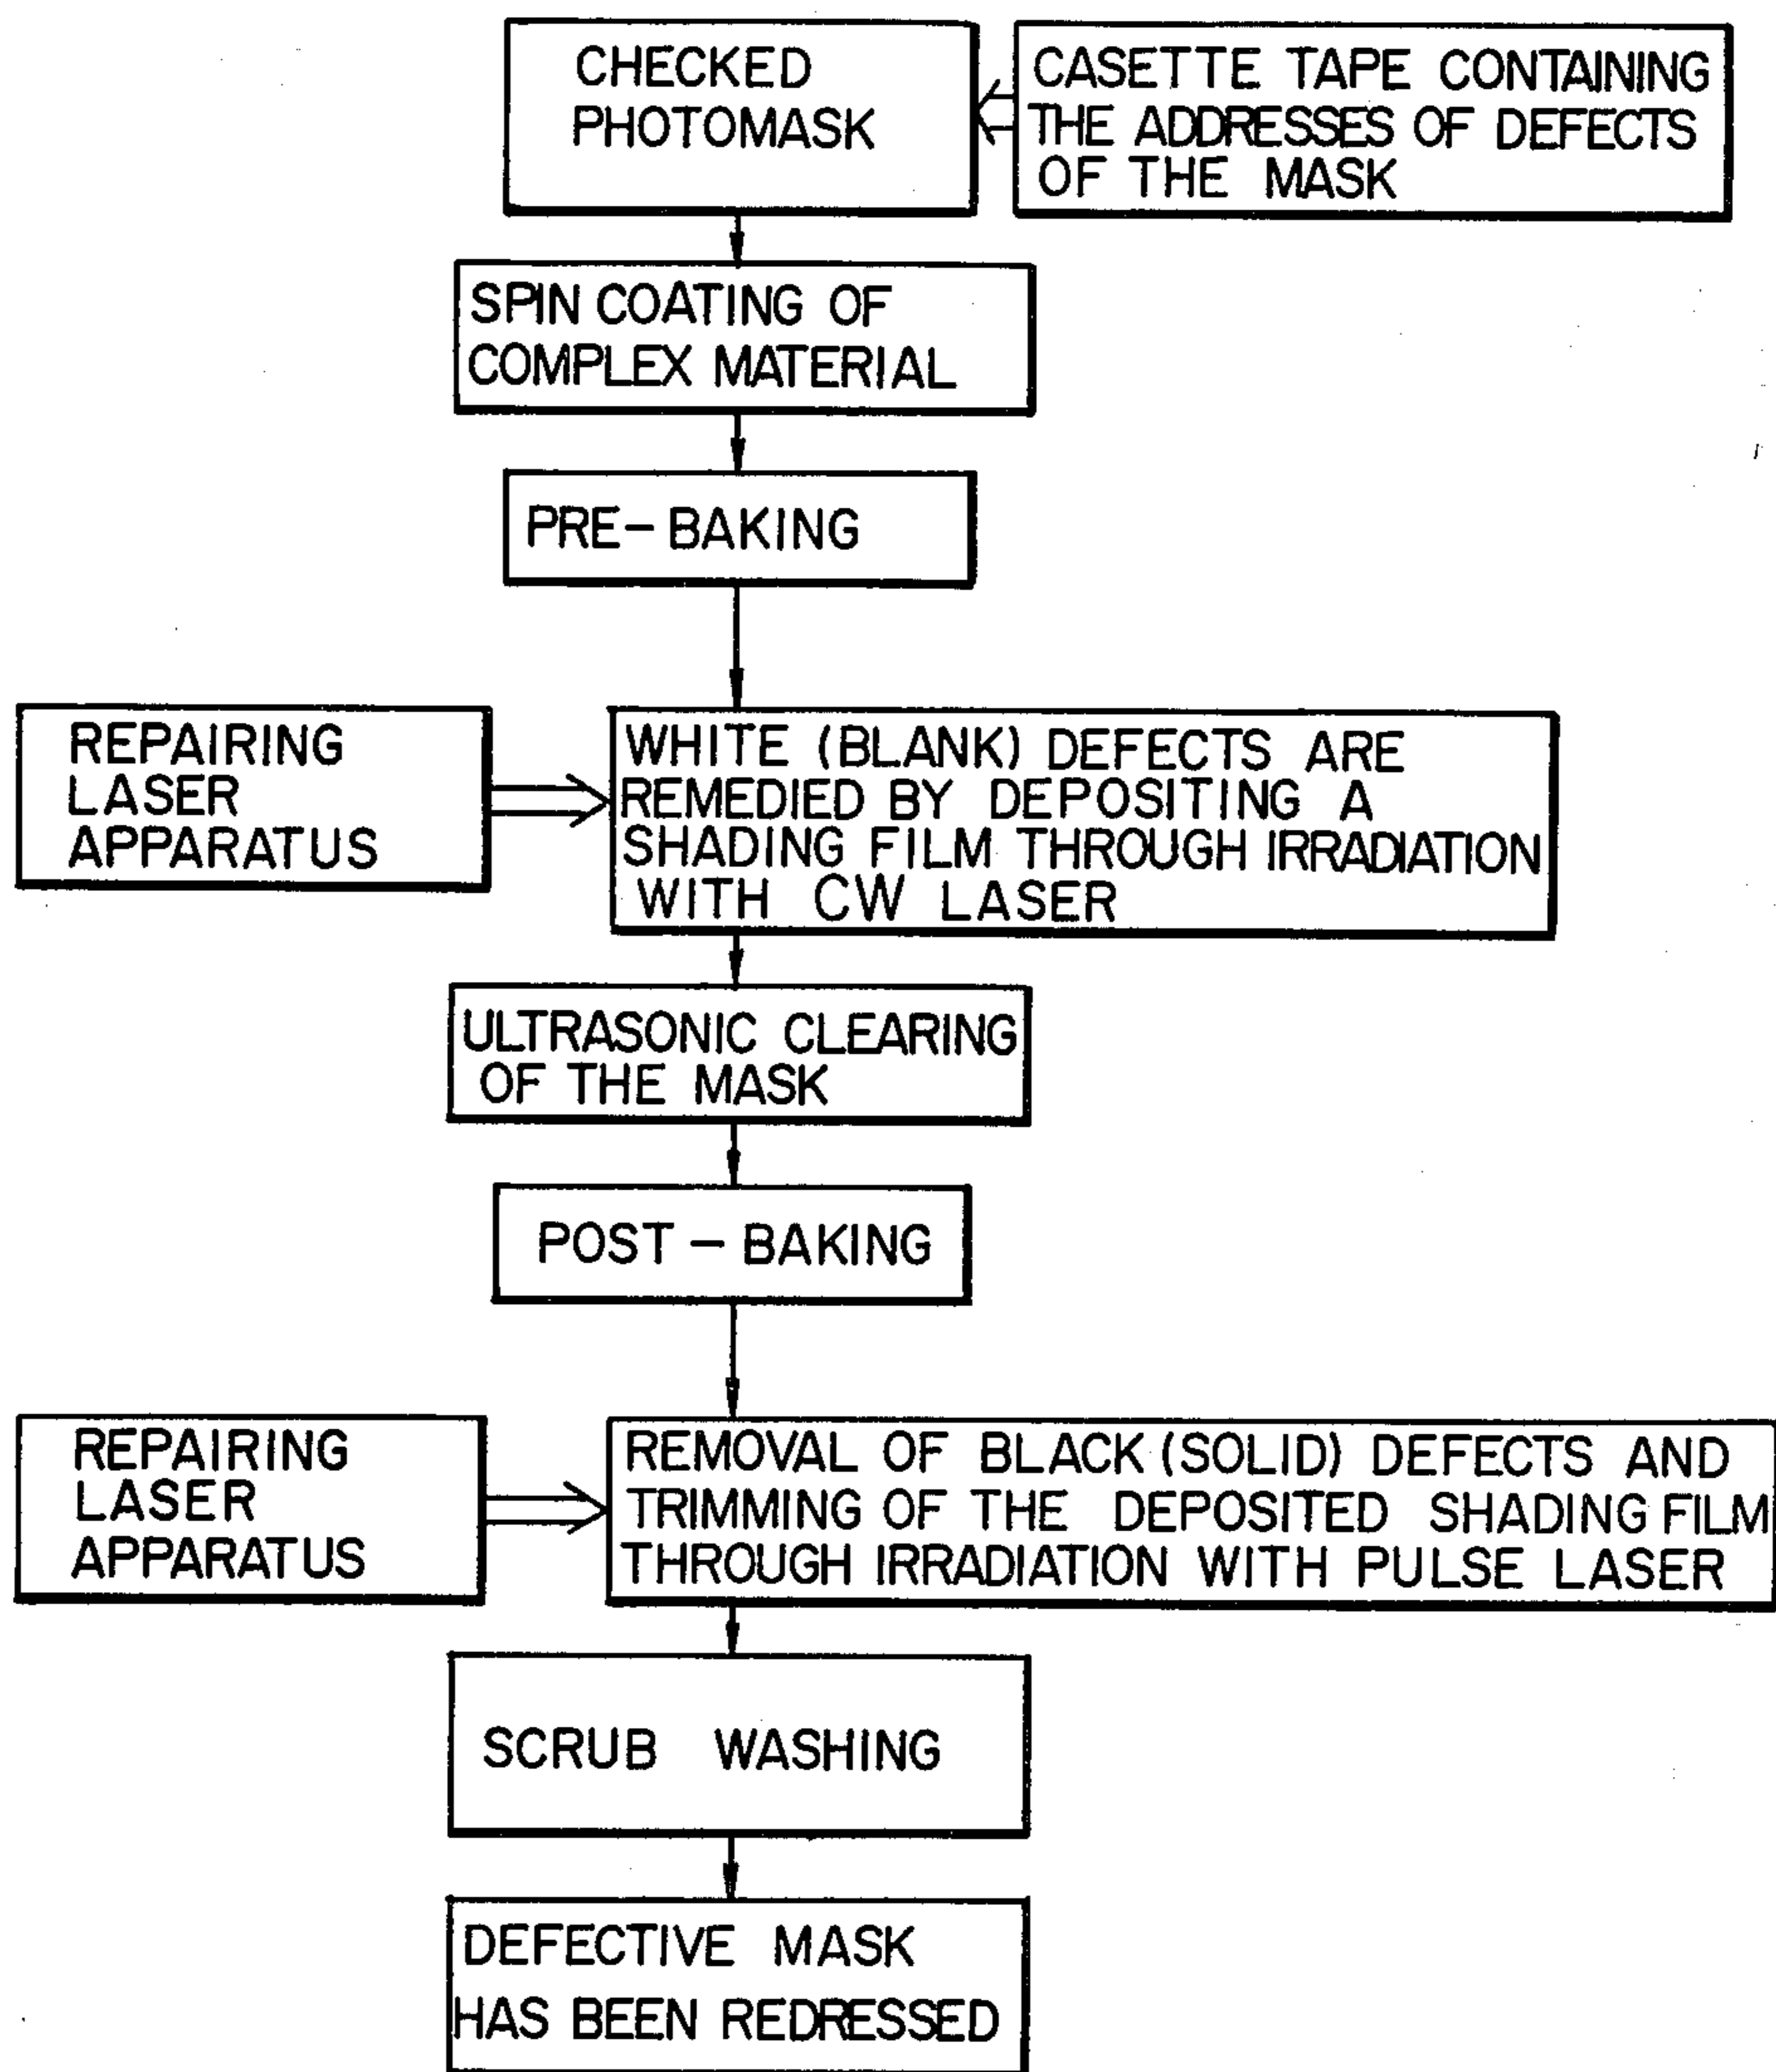 CHECKED
PHOTOMASK
CASETTE TAPE CONTAINING
THE ADDRESSES OF DEFECTS
OF THE MASK
SPIN COATING OF
COMPLEX MATERIAL
PRE-BAKING
REPAIRING
LASER
APPARATUS
WHITE (BLANK) DEFECTS ARE
REMEDIED BY DEPOSITING A
SHADING FILM THROUGH IRRADIATION
WITH CW LASER
ULTRASONIC CLEARING
OF THE MASK
POST-BAKING
REPAIRING
LASER
APPARATUS
REMOVAL OF BLACK (SOLID) DEFECTS AND
TRIMMING OF THE DEPOSITED SHADING FILM
THROUGH IRRADIATION WITH PULSE LASER
SCRUB WASHING
DEFECTIVE MASK
HAS BEEN REDRESSED